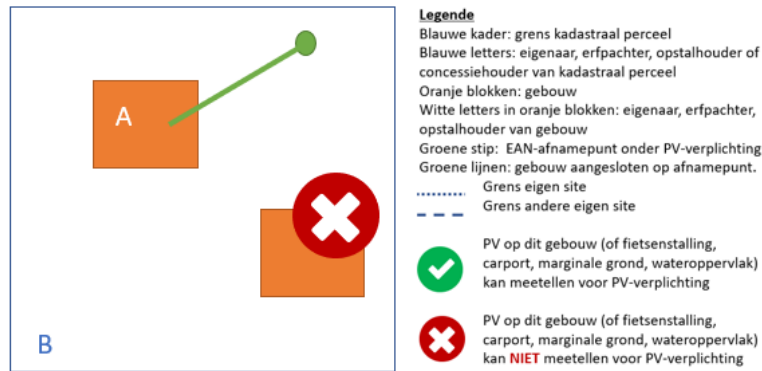 A
B
Legende
Blauwe kader: grens kadastraal perceel
Blauwe letters: eigenaar, erfpachter, opstalhouder of
concessiehouder van kadastraal perceel
Oranje blokken: gebouw
Witte letters in oranje blokken: eigenaar, erfpachter,
opstalhouder van gebouw
Groene stip: EAN-afnamepunt onder PV-verplichting
Groene lijnen: gebouw aangesloten op afnamepunt.
Grens eigen site
Grens andere eigen site
PV op dit gebouw (of fietsenstalling,
carport, marginale grond, wateroppervlak)
kan meetellen voor PV-verplichting
PV op dit gebouw (of fietsenstalling,
carport, marginale grond, wateroppervlak)
kan NIET meetellen voor PV-verplichting